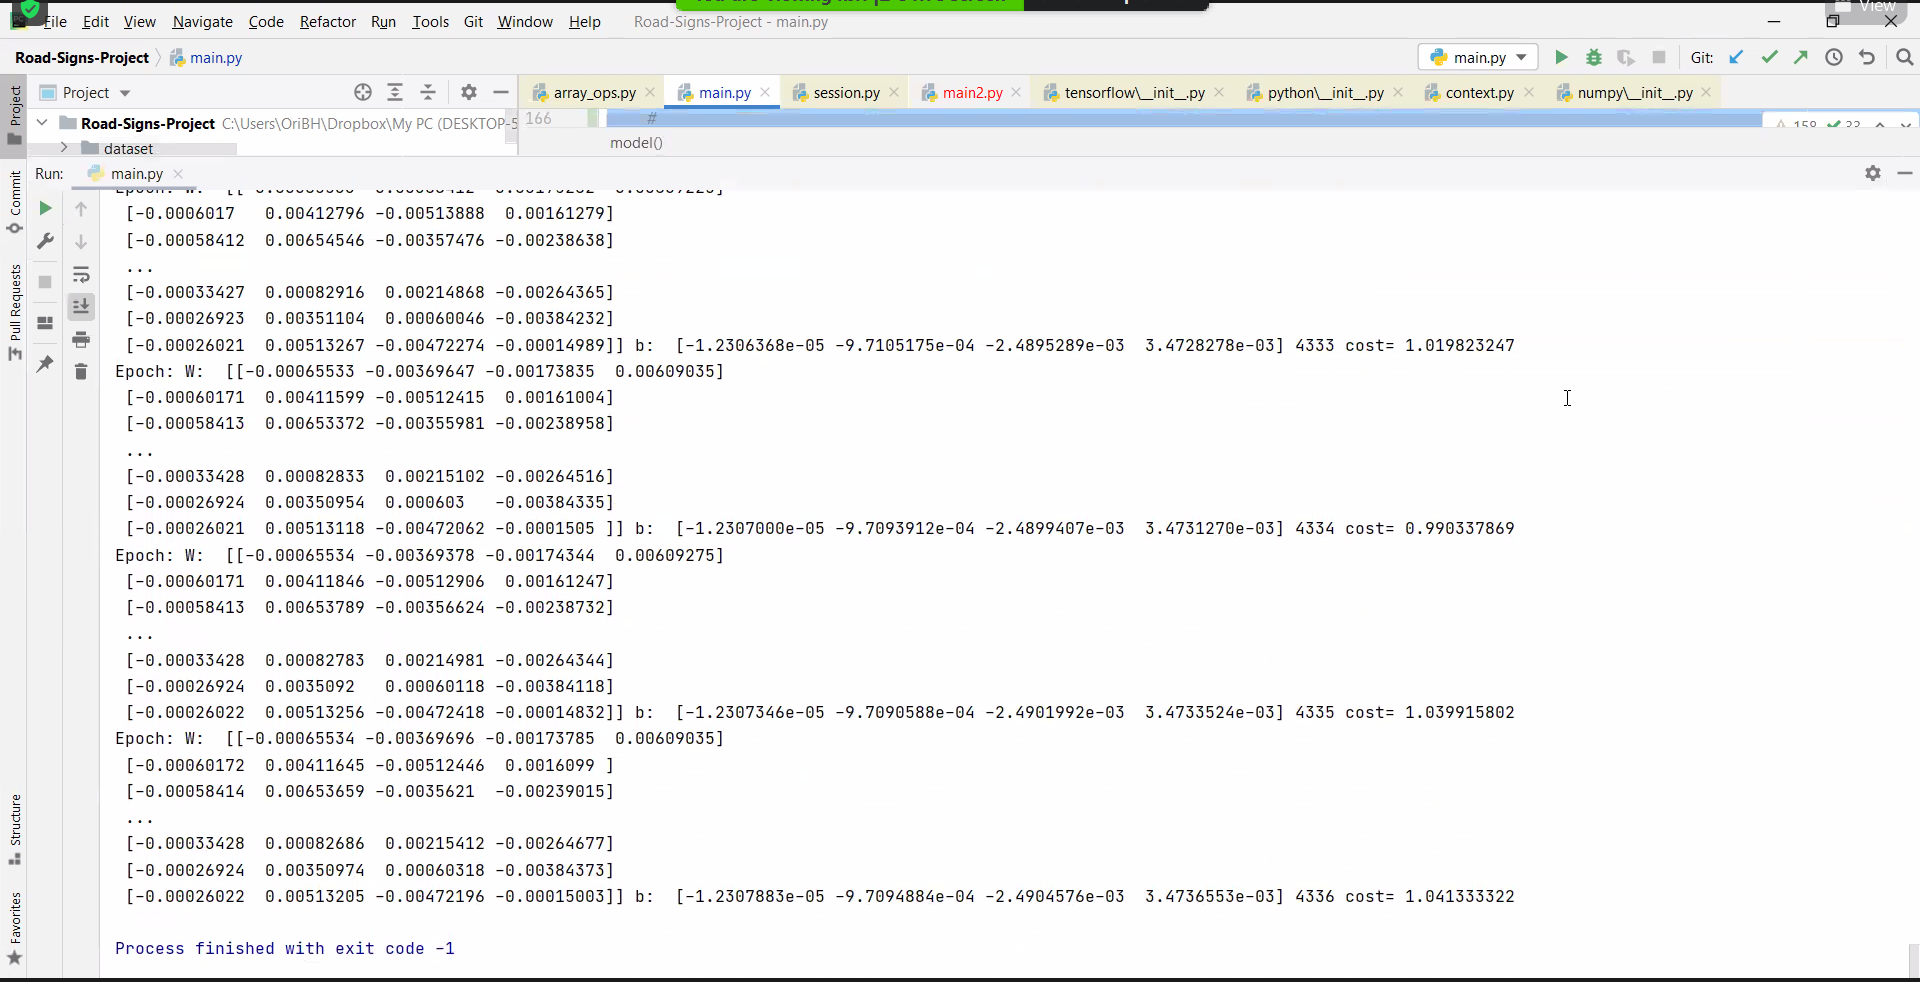 View
File Edit View Navigate Code Refactor Run Tools Git Window Help Road-Signs-Project - main.py
Road-Signs-Project main.py main.py Git:
Project array_ops.py main.py session.py main2.py tensorflow\__init__.py python\__init__.py context.py numpy\__init__.py
Road-Signs-Project C:\Users\OriBH\Dropbox\My PC (DESKTOP-5 166 # 158 33
dataset model()
Run: main.py
Project
Commit
Pull Requests
Structure
Favorites
[-0.0006017 0.00412796 -0.00513888 0.00161279]
[-0.00058412 0.00654546 -0.00357476 -0.00238638]
...
[-0.00033427 0.00082916 0.00214868 -0.00264365]
[-0.00026923 0.00351104 0.00060046 -0.00384232]
[-0.00026021 0.00513267 -0.00472274 -0.00014989]] b: [-1.2306368e-05 -9.7105175e-04 -2.4895289e-03 3.4728278e-03] 4333 cost= 1.019823247
Epoch: W: [[-0.00065533 -0.00369647 -0.00173835 0.00609035]
[-0.00060171 0.00411599 -0.00512415 0.00161004]
[-0.00058413 0.00653372 -0.00355981 -0.00238958]
...
[-0.00033428 0.00082833 0.00215102 -0.00264516]
[-0.00026924 0.00350954 0.000603 -0.00384335]
[-0.00026021 0.00513118 -0.00472062 -0.0001505 ]] b: [-1.2307000e-05 -9.7093912e-04 -2.4899407e-03 3.4731270e-03] 4334 cost= 0.990337869
Epoch: W: [[-0.00065534 -0.00369378 -0.00174344 0.00609275]
[-0.00060171 0.00411846 -0.00512906 0.00161247]
[-0.00058413 0.00653789 -0.00356624 -0.00238732]
...
[-0.00033428 0.00082783 0.00214981 -0.00264344]
[-0.00026924 0.0035092 0.00060118 -0.00384118]
[-0.00026022 0.00513256 -0.00472418 -0.00014832]] b: [-1.2307346e-05 -9.7090588e-04 -2.4901992e-03 3.4733524e-03] 4335 cost= 1.039915802
Epoch: W: [[-0.00065534 -0.00369696 -0.00173785 0.00609035]
[-0.00060172 0.00411645 -0.00512446 0.0016099 ]
[-0.00058414 0.00653659 -0.0035621 -0.00239015]
...
[-0.00033428 0.00082686 0.00215412 -0.00264677]
[-0.00026924 0.00350974 0.00060318 -0.00384373]
[-0.00026022 0.00513205 -0.00472196 -0.00015003]] b: [-1.2307883e-05 -9.7094884e-04 -2.4904576e-03 3.4736553e-03] 4336 cost= 1.041333322
Process finished with exit code -1